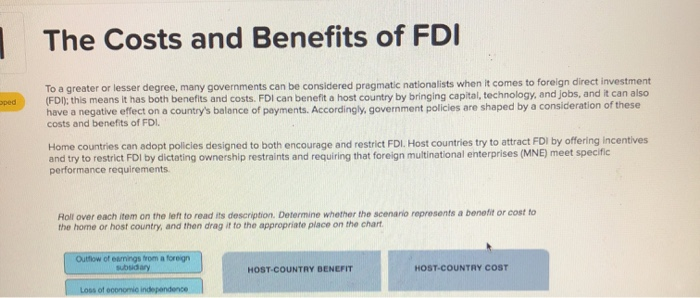 The Costs and Benefits of FDI
To a greater or lesser degree, many governments can be considered pragmatic nationalists when it comes to foreign direct investment
(FDI); this means it has both benefits and costs. FDI can benefit a host country by bringing capital, technology, and jobs, and it can also
have a negative effect on a country's balance of payments. Accordingly, government policies are shaped by a consideration of these
costs and benefits of FDI.
Home countries can adopt policies designed to both encourage and restrict FDI. Host countries try to attract FDI by offering incentives
and try to restrict FDI by dictating ownership restraints and requiring that foreign multinational enterprises (MNE) meet specific
performance requirements.
Roll over each item on the left to read its description. Determine whether the scenario represents a benefit or cost to
the home or host country, and then drag it to the appropriate place on the chart.
Outflow of earnings from a foreign
subsidiary
Loss of economic independence
HOST-COUNTRY BENEFIT
HOST-COUNTRY COST